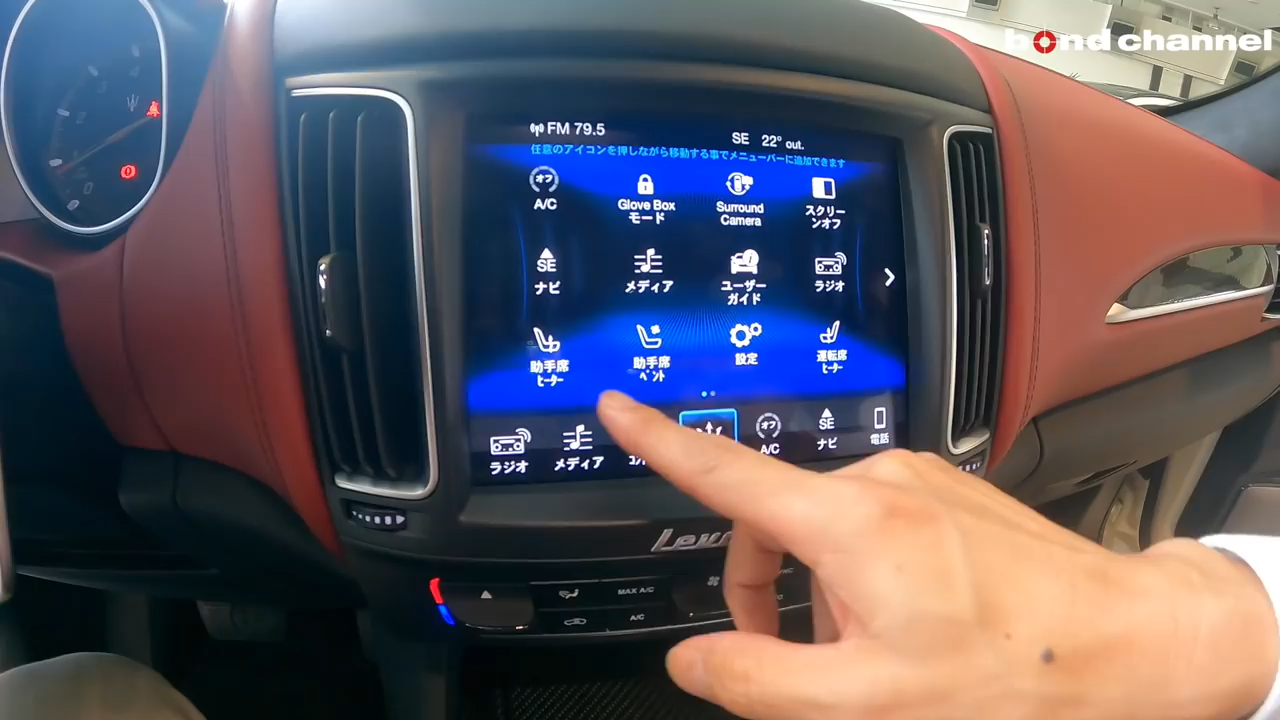 bond channel
FM 79.5
SE 22° out.
任意のアイコンを押しながら移動する事でメニューバーに追加できます
オフ
A/C
Glove Box
モード
Surround
Camera
スクリー
ンオフ
SE
ナビ
メディア
ユーザー
ガイド
ラジオ
助手席
ヒーター
助手席
ベント
設定
運転席
ヒーター
ラジオ
メディア
オフ
A/C
SE
ナビ
電話
MAX A/C
A/C
0